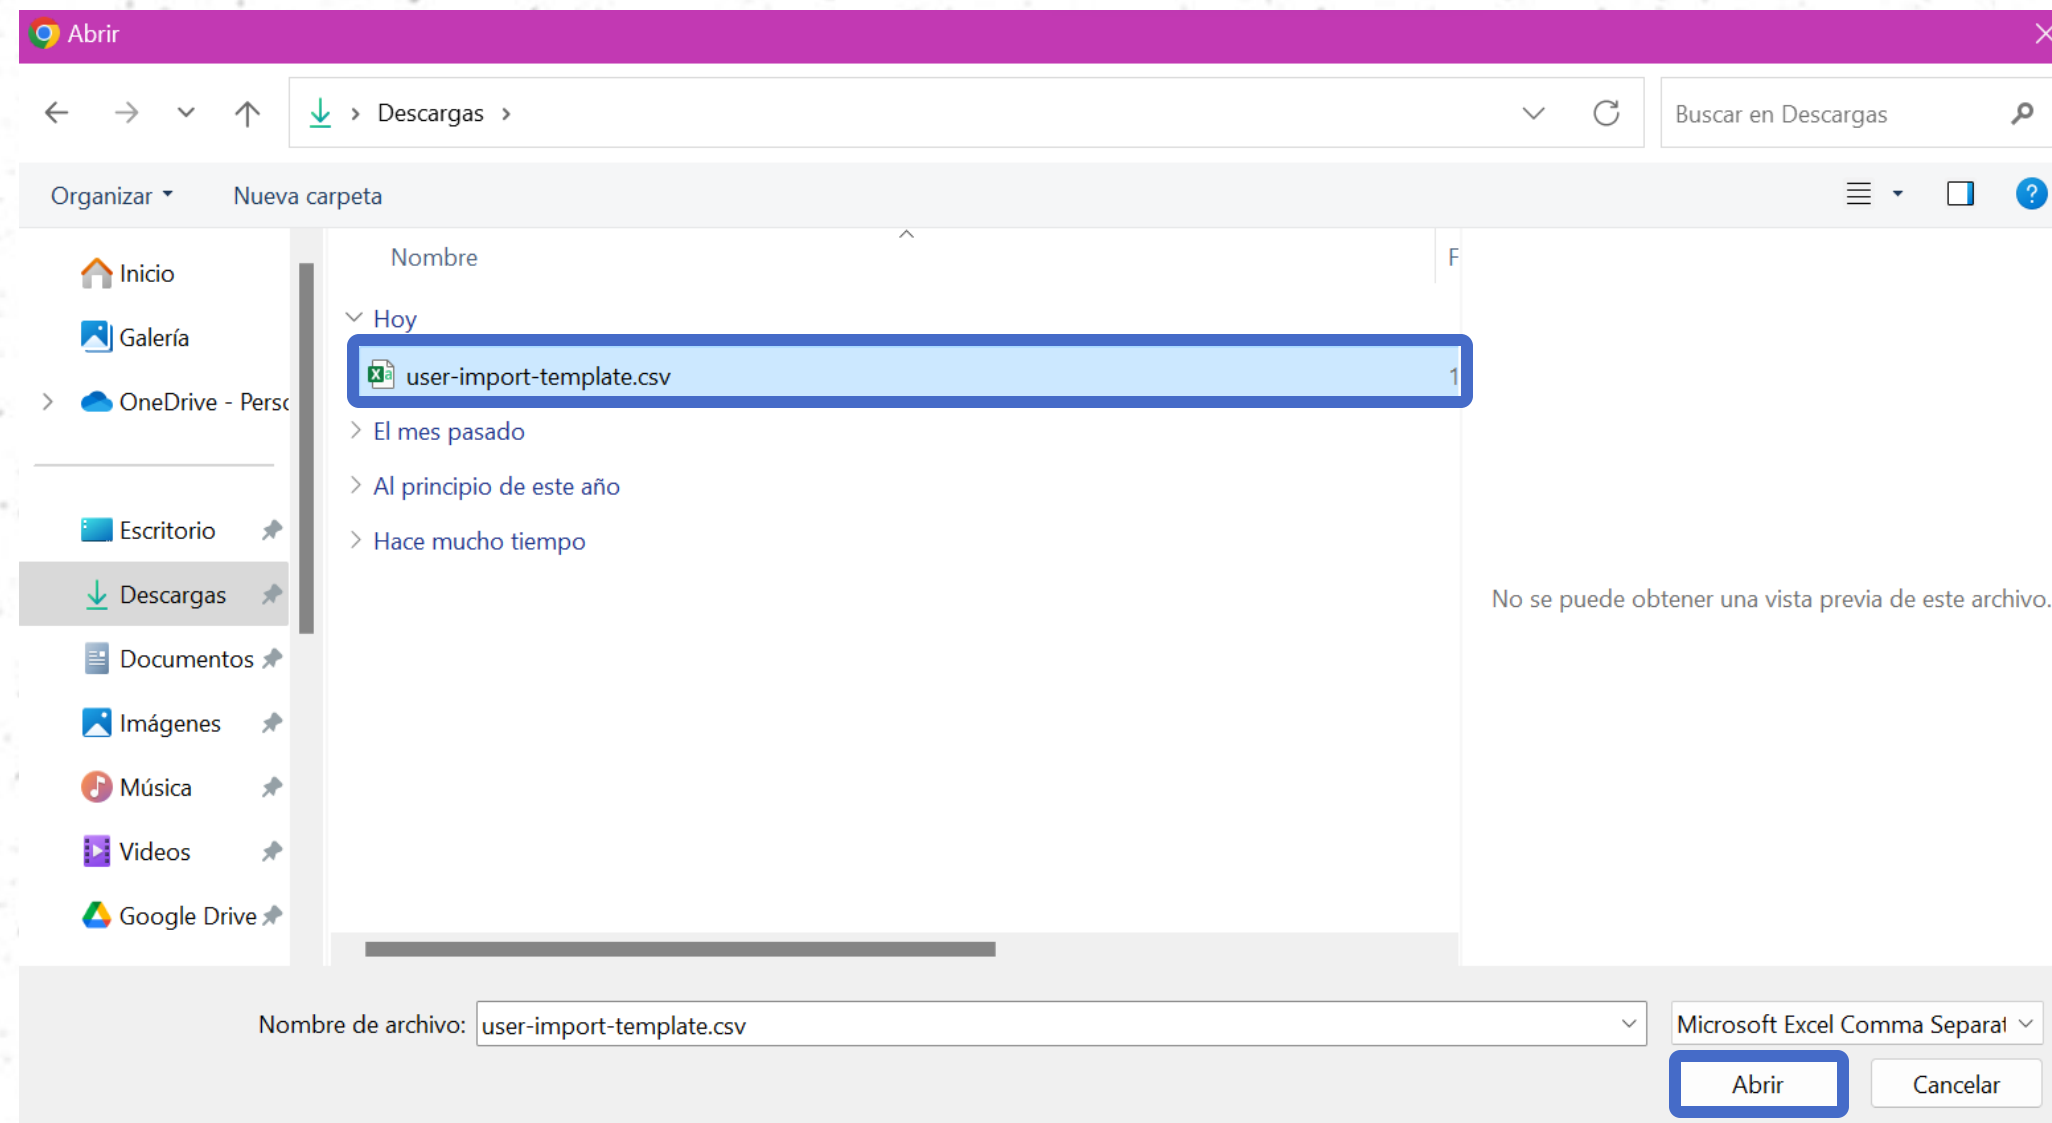 Abrir
Descargas
Buscar en Descargas
Organizar
Nueva carpeta
?
Nombre
F
Inicio
Galería
OneDrive - Perso
Escritorio
Descargas
Documentos
Imágenes
Música
Videos
Google Drive
Hoy
user-import-template.csv
1
El mes pasado
Al principio de este año
Hace mucho tiempo
No se puede obtener una vista previa de este archivo.
Nombre de archivo:
user-import-template.csv
Microsoft Excel Comma Separat
Abrir
Cancelar